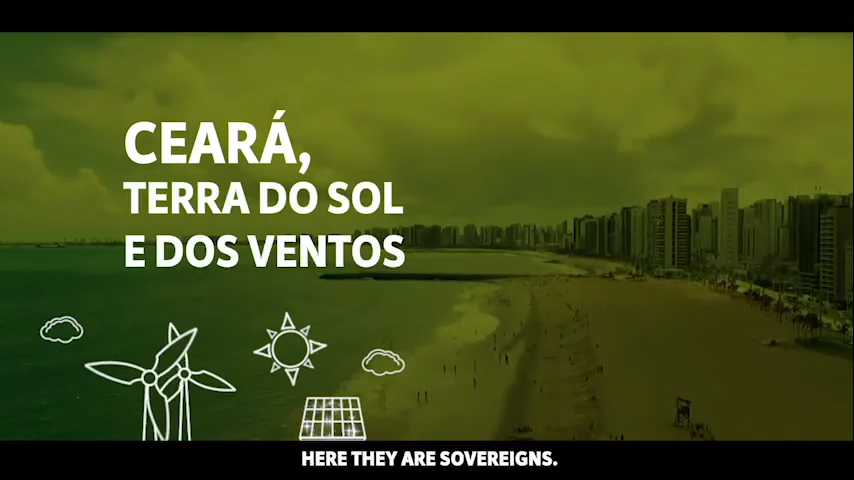 CEARÁ,
TERRA DO SOL
E DOS VENTOS
HERE THEY ARE SOVEREIGNS.